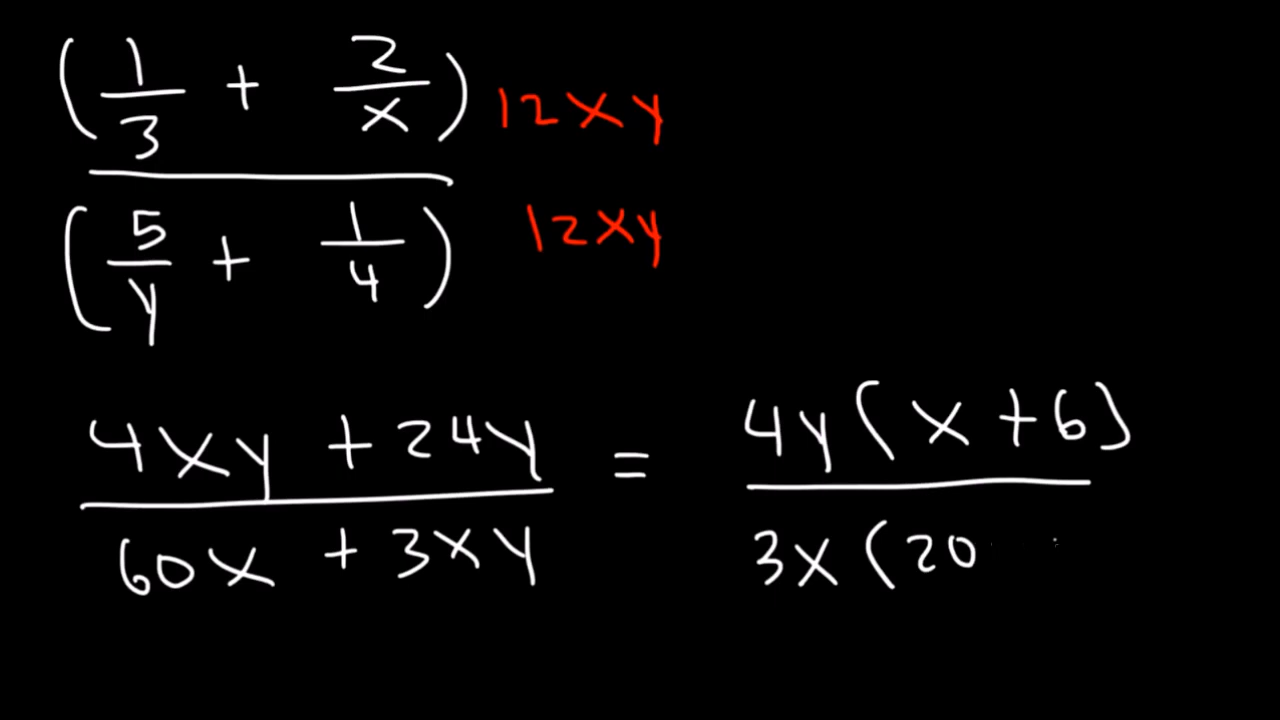 (1/3 + 2/x) 12xy
(5/y + 1/4) 12xy
4xy + 24y = 4y(x + 6)
60x + 3xy 3x(20